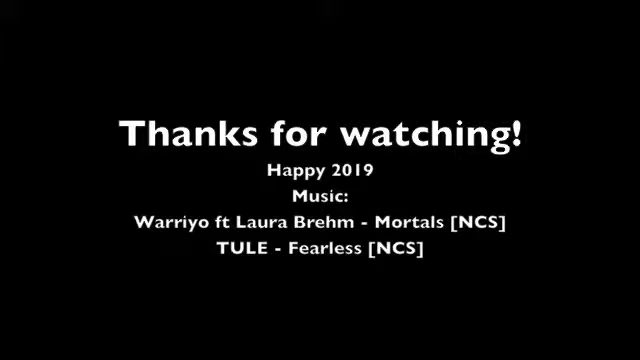 Thanks for watching!
Happy 2019
Music:
Warriyo ft Laura Brehm - Mortals [NCS]
TULE - Fearless [NCS]